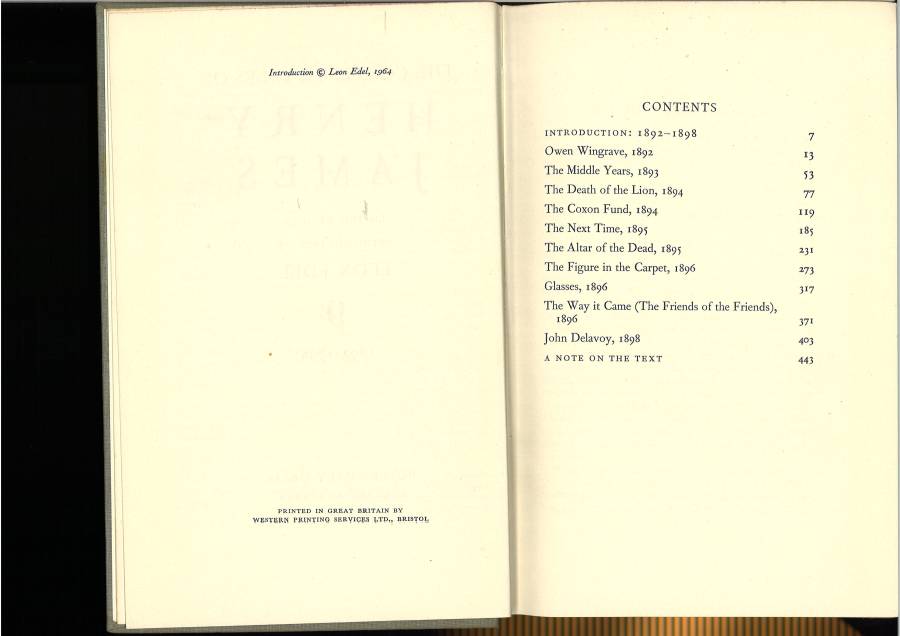 Introduction © Leon Edel, 1964
PRINTED IN GREAT BRITAIN BY
WESTERN PRINTING SERVICES LTD., BRISTOL
CONTENTS
INTRODUCTION: 1892–1898 7
Owen Wingrave, 1892 13
The Middle Years, 1893 53
The Death of the Lion, 1894 77
The Coxon Fund, 1894 119
The Next Time, 1895 185
The Altar of the Dead, 1895 231
The Figure in the Carpet, 1896 273
Glasses, 1896 317
The Way it Came (The Friends of the Friends),
1896 371
John Delavoy, 1898 403
A NOTE ON THE TEXT 443